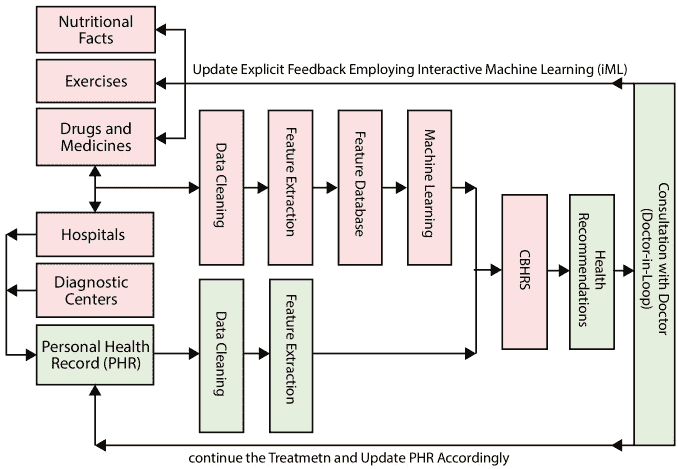 Nutritional
Facts
Exercises
Drugs and
Medicines
Hospitals
Diagnostic
Centers
Personal Health
Record (PHR)
Update Explicit Feedback Employing Interactive Machine Learning (iML)
Data Cleaning
Feature Extraction
Feature Database
Machine Learning
Data Cleaning
Feature Extraction
CBHRS
Health
Recommendations
Consultation with Doctor
(Doctor-in-Loop)
continue the Treatmetn and Update PHR Accordingly